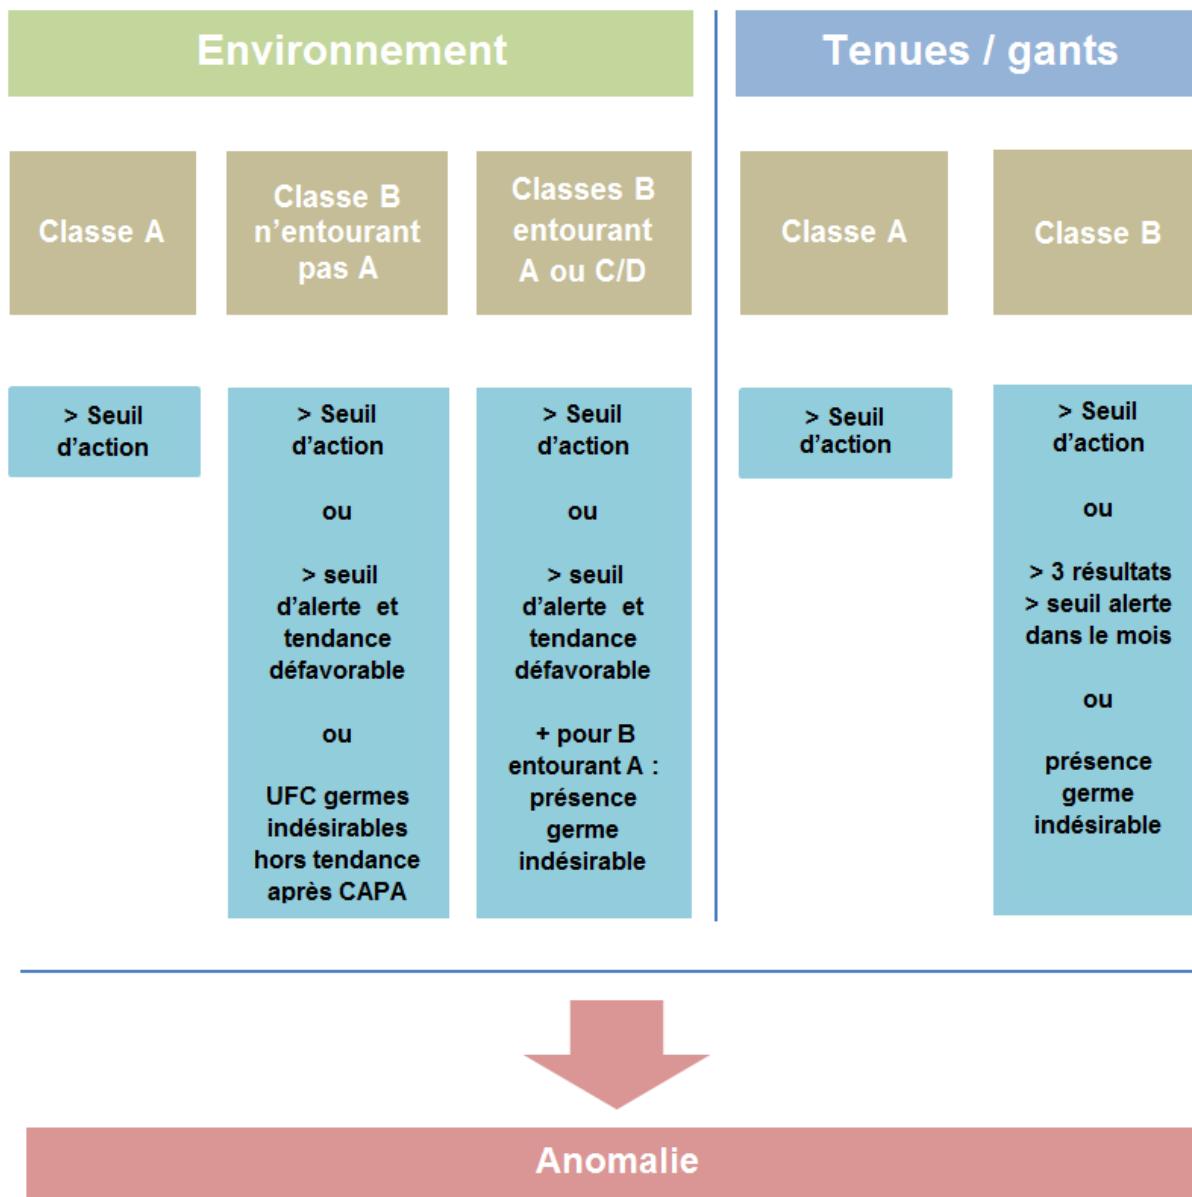 Environnement
Tenues / gants
Classe A
Classe B
n’entourant
pas A
Classes B
entourant
A ou C/D
Classe A
Classe B
> Seuil
d’action
> Seuil
d’action
ou
> seuil
d’alerte et
tendance
défavorable
ou
UFC germes
indésirables
hors tendance
après CAPA
> Seuil
d’action
ou
> seuil
d’alerte et
tendance
défavorable
+ pour B
entourant A :
présence
germe
indésirable
> Seuil
d’action
> Seuil
d’action
ou
> 3 résultats
> seuil alerte
dans le mois
ou
présence
germe
indésirable
Anomalie